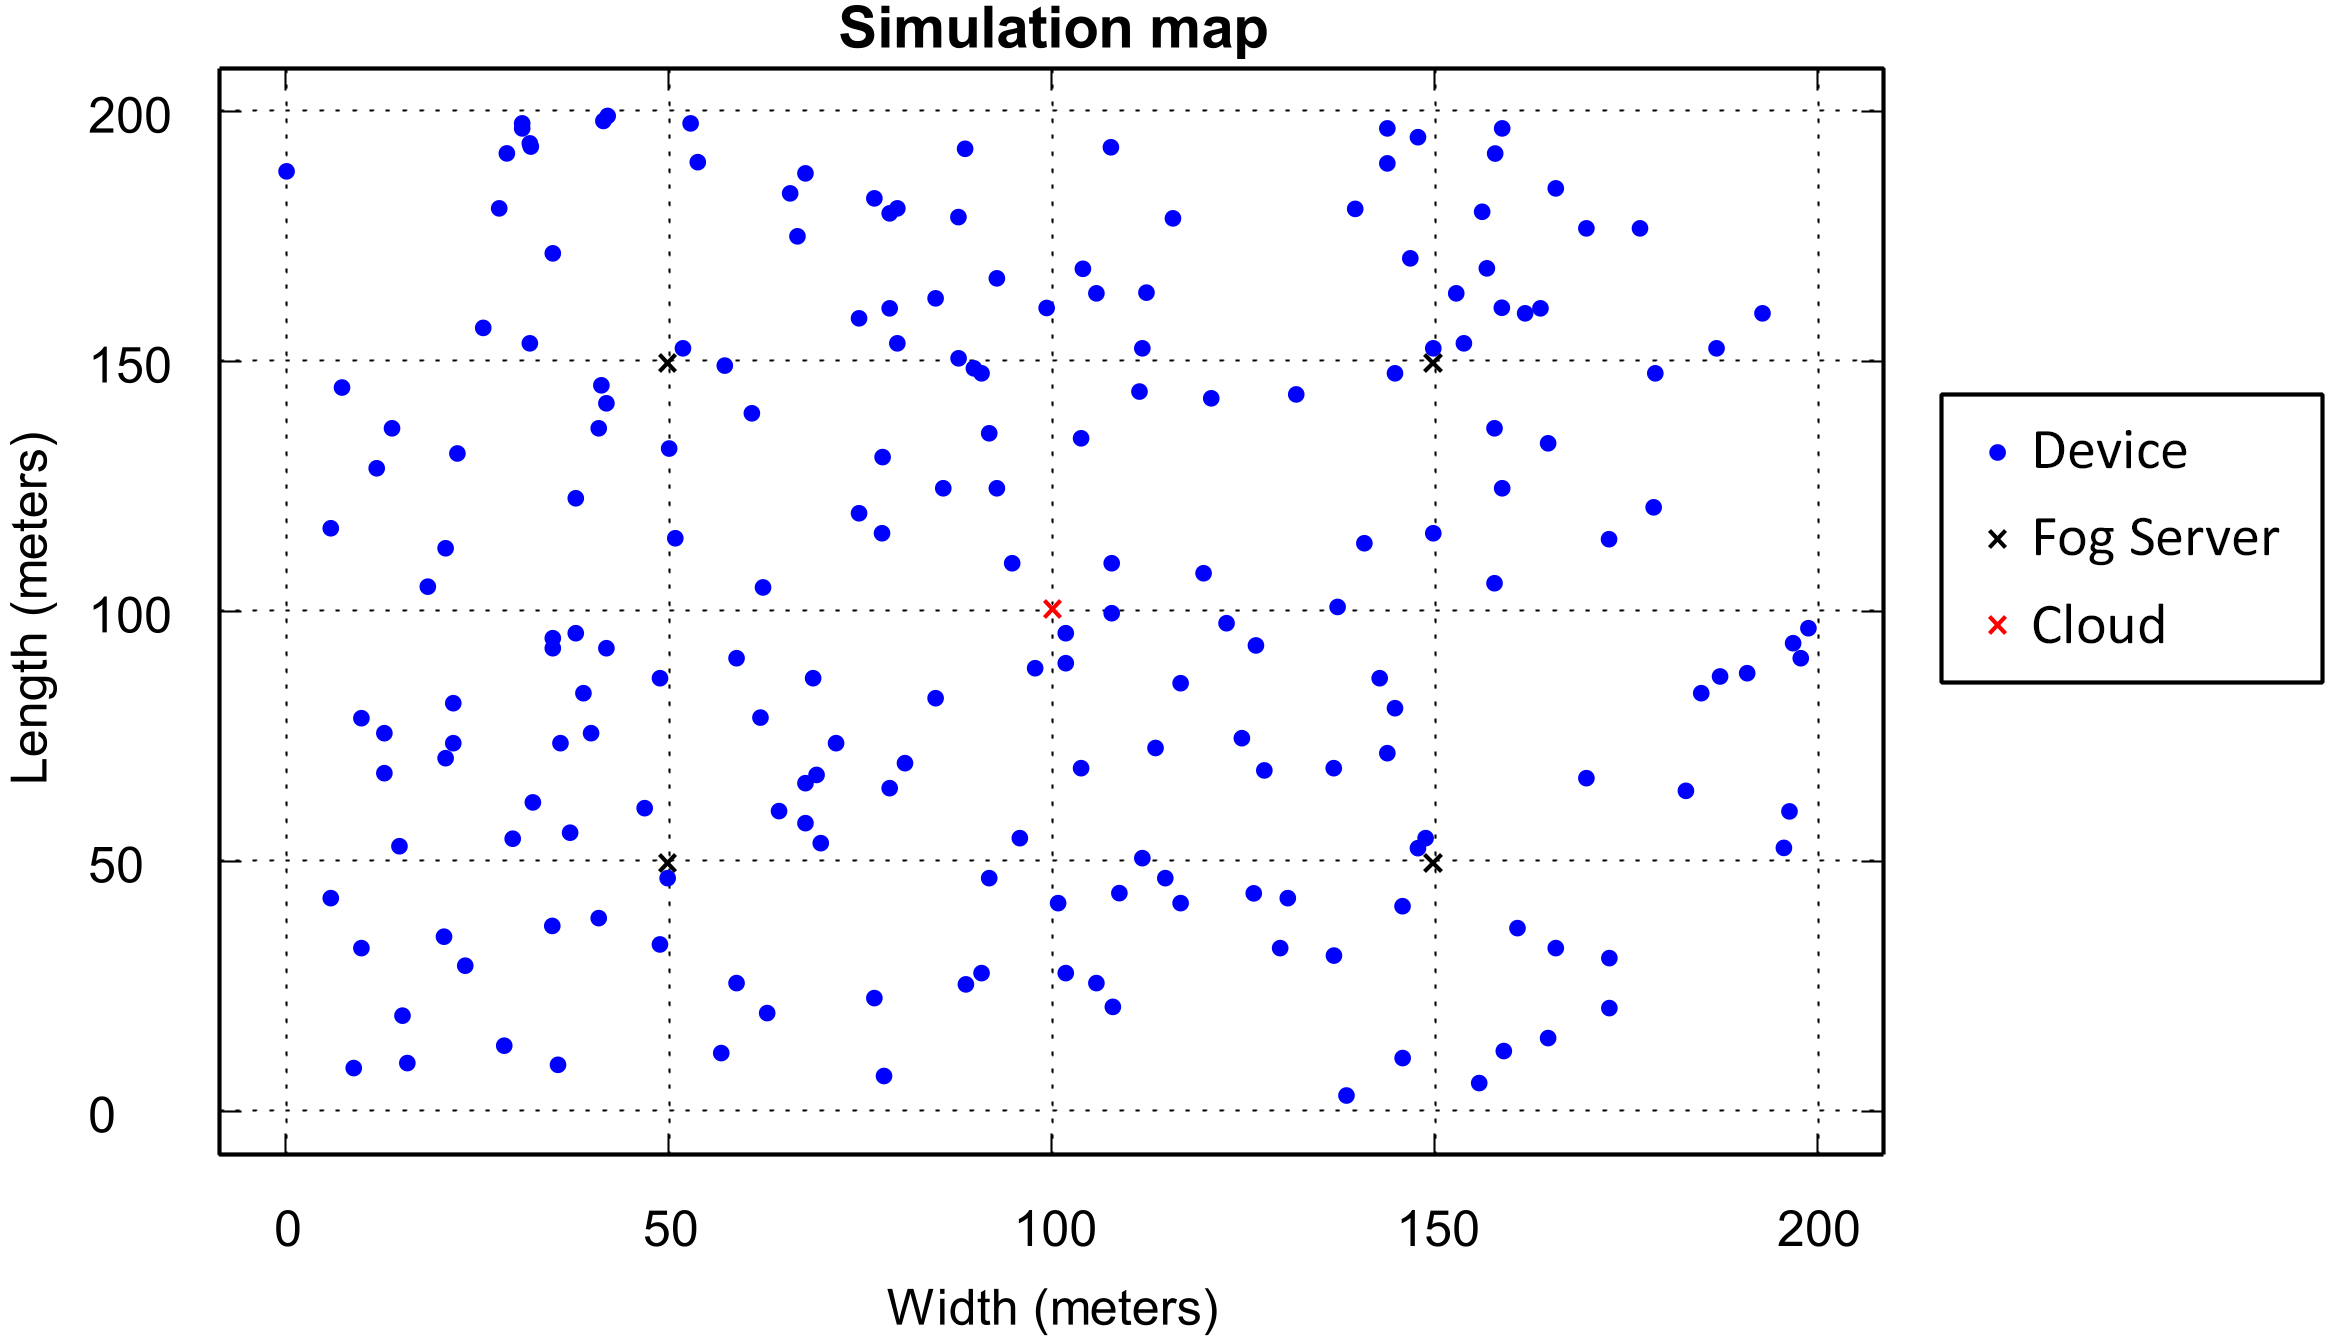 Simulation map
200
150
100
50
0
Length (meters)
0 50 100 150 200
Width (meters)
Device
Fog Server
Cloud